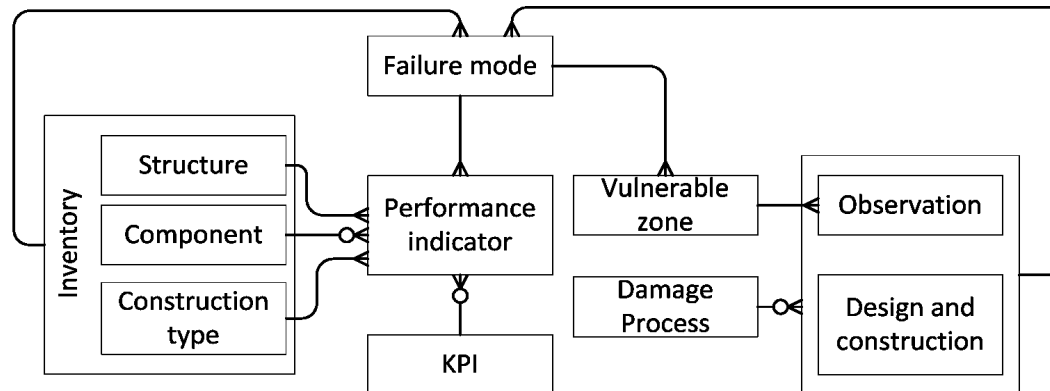 Failure mode
Inventory
Structure
Component
Construction
type
Performance
indicator
KPI
Vulnerable
zone
Damage
Process
Observation
Design and
construction